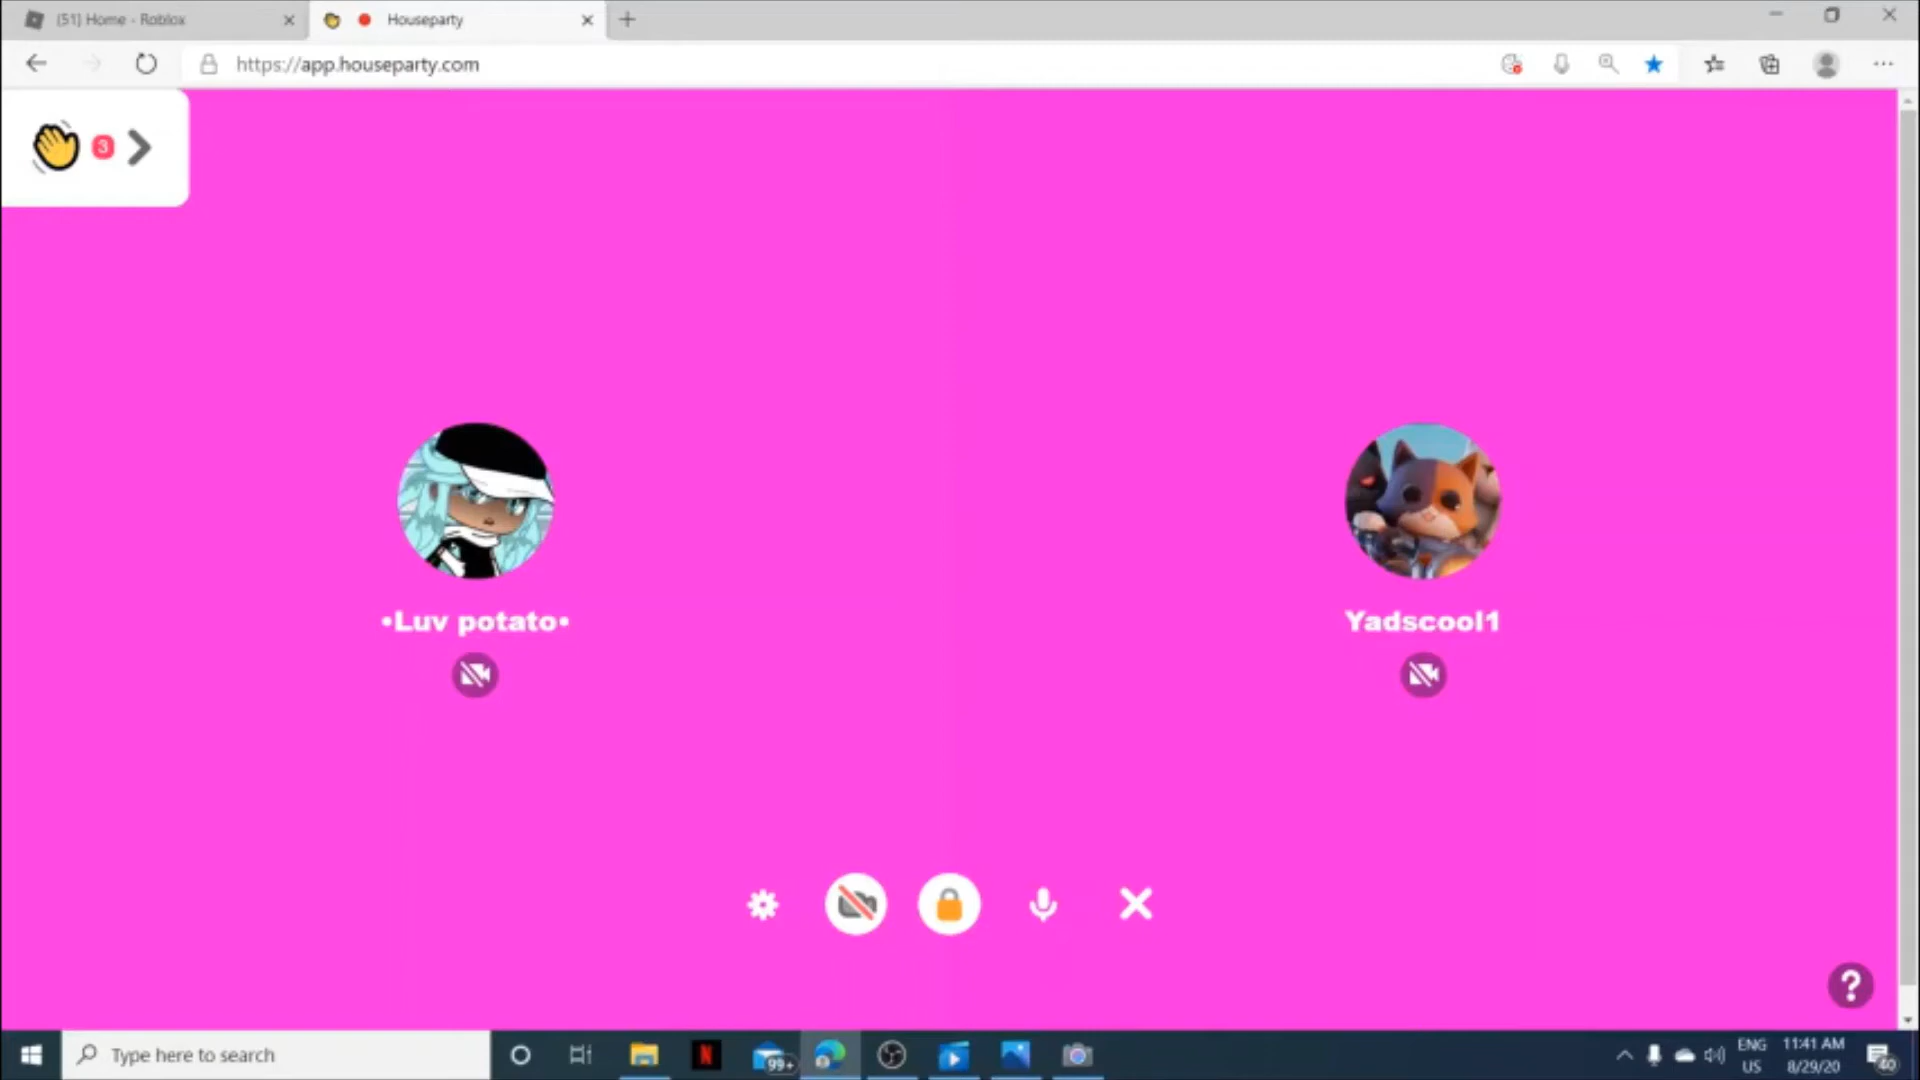 (51) Home - Roblox
Houseparty
https://app.houseparty.com
3
•Luv potato•
Yadscool1
?
Type here to search
99+
ENG
US
11:41 AM
8/29/20
40